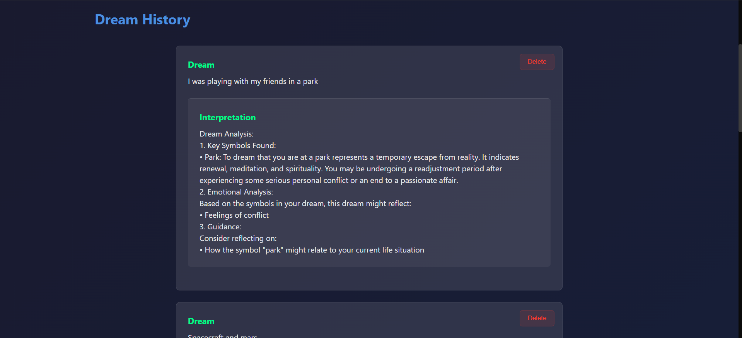 Dream History
Dream
Delete
I was playing with my friends in a park
Interpretation
Dream Analysis:
1. Key Symbols Found:
• Park: To dream that you are at a park represents a temporary escape from reality. It indicates
renewal, meditation, and spirituality. You may be undergoing a readjustment period after
experiencing some serious personal conflict or an end to a passionate affair.
2. Emotional Analysis:
Based on the symbols in your dream, this dream might reflect:
• Feelings of conflict
3. Guidance:
Consider reflecting on:
• How the symbol "park" might relate to your current life situation
Dream
Delete
Spacecraft and mars